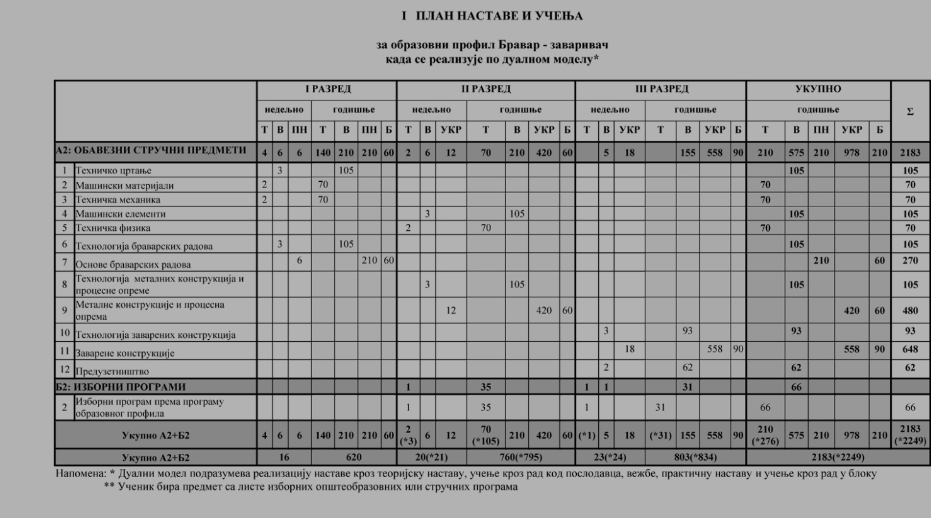 I ПЛАН НАСТАВЕ И УЧЕЊА
за образовни профил Бравар - заваривач
када се реализује по дуалном моделу*
I РАЗРЕД II РАЗРЕД III РАЗРЕД УКУПНО
недељно годишње недељно годишње недељно годишње годишње Σ
Т В ПН Т В ПН Б Т В УКР Т В УКР Б Т В УКР Т В УКР Б Т В ПН УКР Б
А2: ОБАВЕЗНИ СТРУЧНИ ПРЕДМЕТИ 4 6 6 140 210 210 60 2 6 12 70 210 420 60 5 18 155 558 90 210 575 210 978 210 2183
1 Техничко цртање 3 105 105 105
2 Машински материјали 2 70 70 70
3 Техничка механика 2 70 70 70
4 Машински елементи 3 105 105 105
5 Техничка физика 2 70 70 70
6 Технологија браварских радова 3 105 105 105
7 Основе браварских радова 6 210 60 210 60 270
8 Технологија металних конструкција и
процесне опреме 3 105 105 105
9 Металне конструкције и процесна
опрема 12 420 60 420 60 480
10 Технологија заварених конструкција 3 93 93 93
11 Заварене конструкције 18 558 90 558 90 648
12 Предузетништво 2 62 62 62
Б2: ИЗБОРНИ ПРОГРАМИ 1 35 1 1 31 66
2 Изборни програм према програму
образовног профила 1 35 1 31 66 66
Укупно А2+Б2 4 6 6 140 210 210 60 2 (*3) 6 12 70 (*105) 210 420 60 (*1) 5 18 (*31) 155 558 90 210 (*276) 575 210 978 210 2183 (*2249)
Укупно А2+Б2 16 620 20(*21) 760(*795) 23(*24) 803(*834) 2183(*2249)
Напомена: * Дуални модел подразумева реализацију наставе кроз теоријску наставу, учење кроз рад код послодавца, вежбе, практичну наставу и учење кроз рад у блоку
** Ученик бира предмет са листе изборних општеобразовних или стручних програма